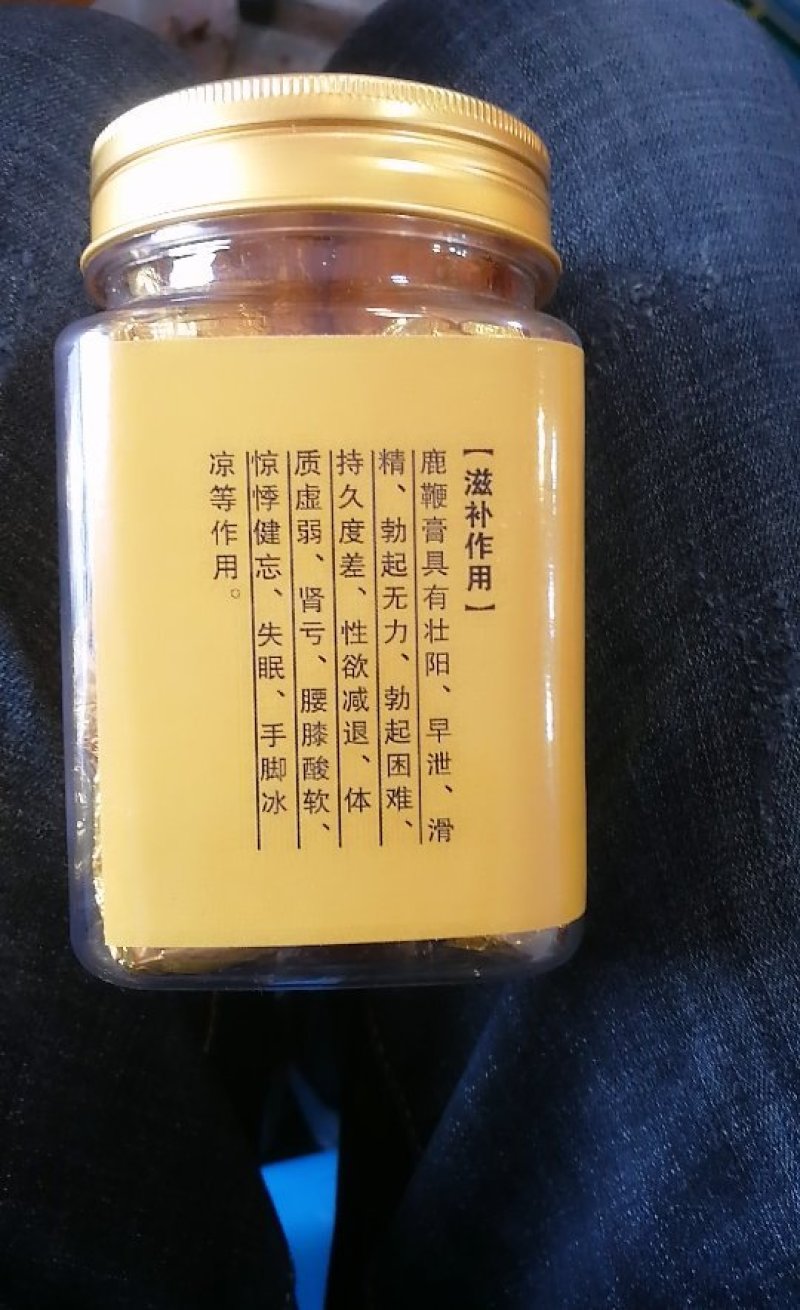 【滋补作用】
鹿鞭膏具有壮阳、早泄、滑
精、勃起无力、勃起困难、
持久度差、性欲减退、体
质虚弱、肾亏、腰膝酸软、
惊悸健忘、失眠、手脚冰
凉等作用。